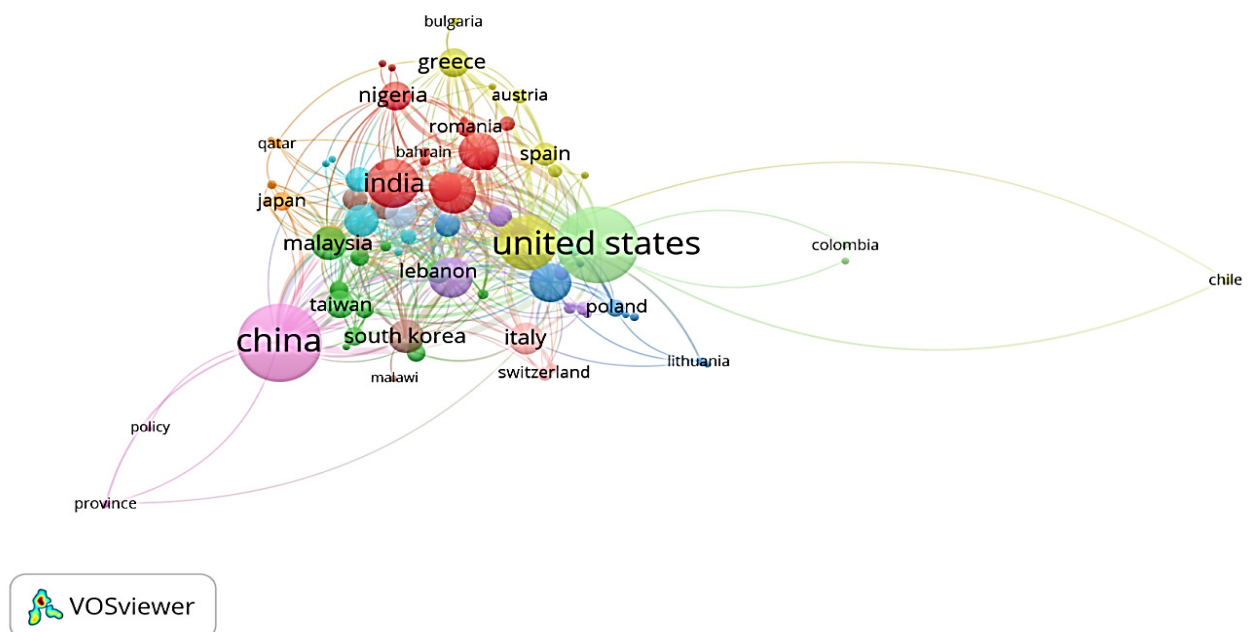 bulgaria
greece
nigeria
austria
romania
qatar
bahrain
spain
india
japan
malaysia
united states
colombia
lebanon
chile
taiwan
poland
china
south korea
italy
lithuania
malawi
switzerland
policy
province
VOSviewer